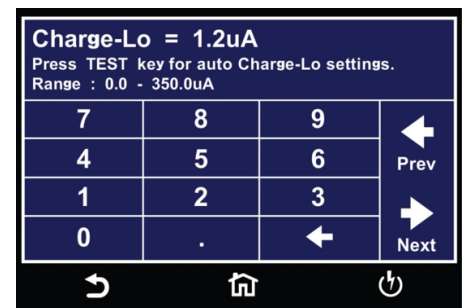 Charge-Lo = 1.2uA
Press TEST key for auto Charge-Lo settings.
Range : 0.0 - 350.0uA
7 8 9
4 5 6
Prev
1 2 3
0 .
Next